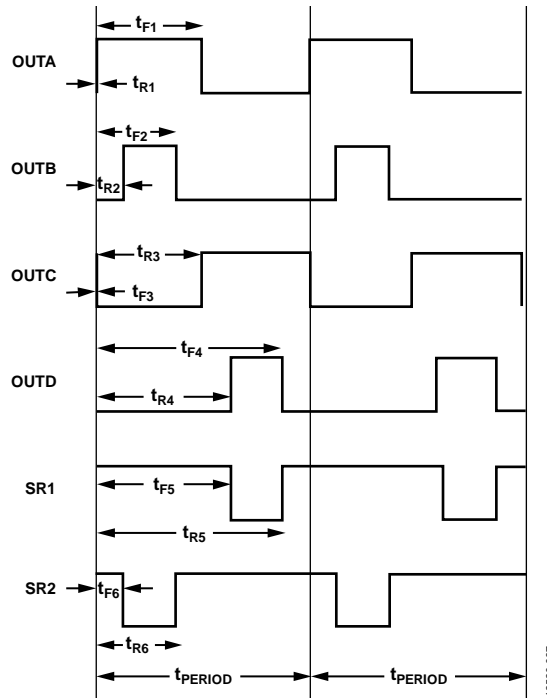 tF1
OUTA
tR1
tF2
OUTB
tR2
tR3
OUTC
tF3
tF4
OUTD
tR4
SR1
tF5
tR5
SR2
tF6
tR6
tPERIOD
tPERIOD